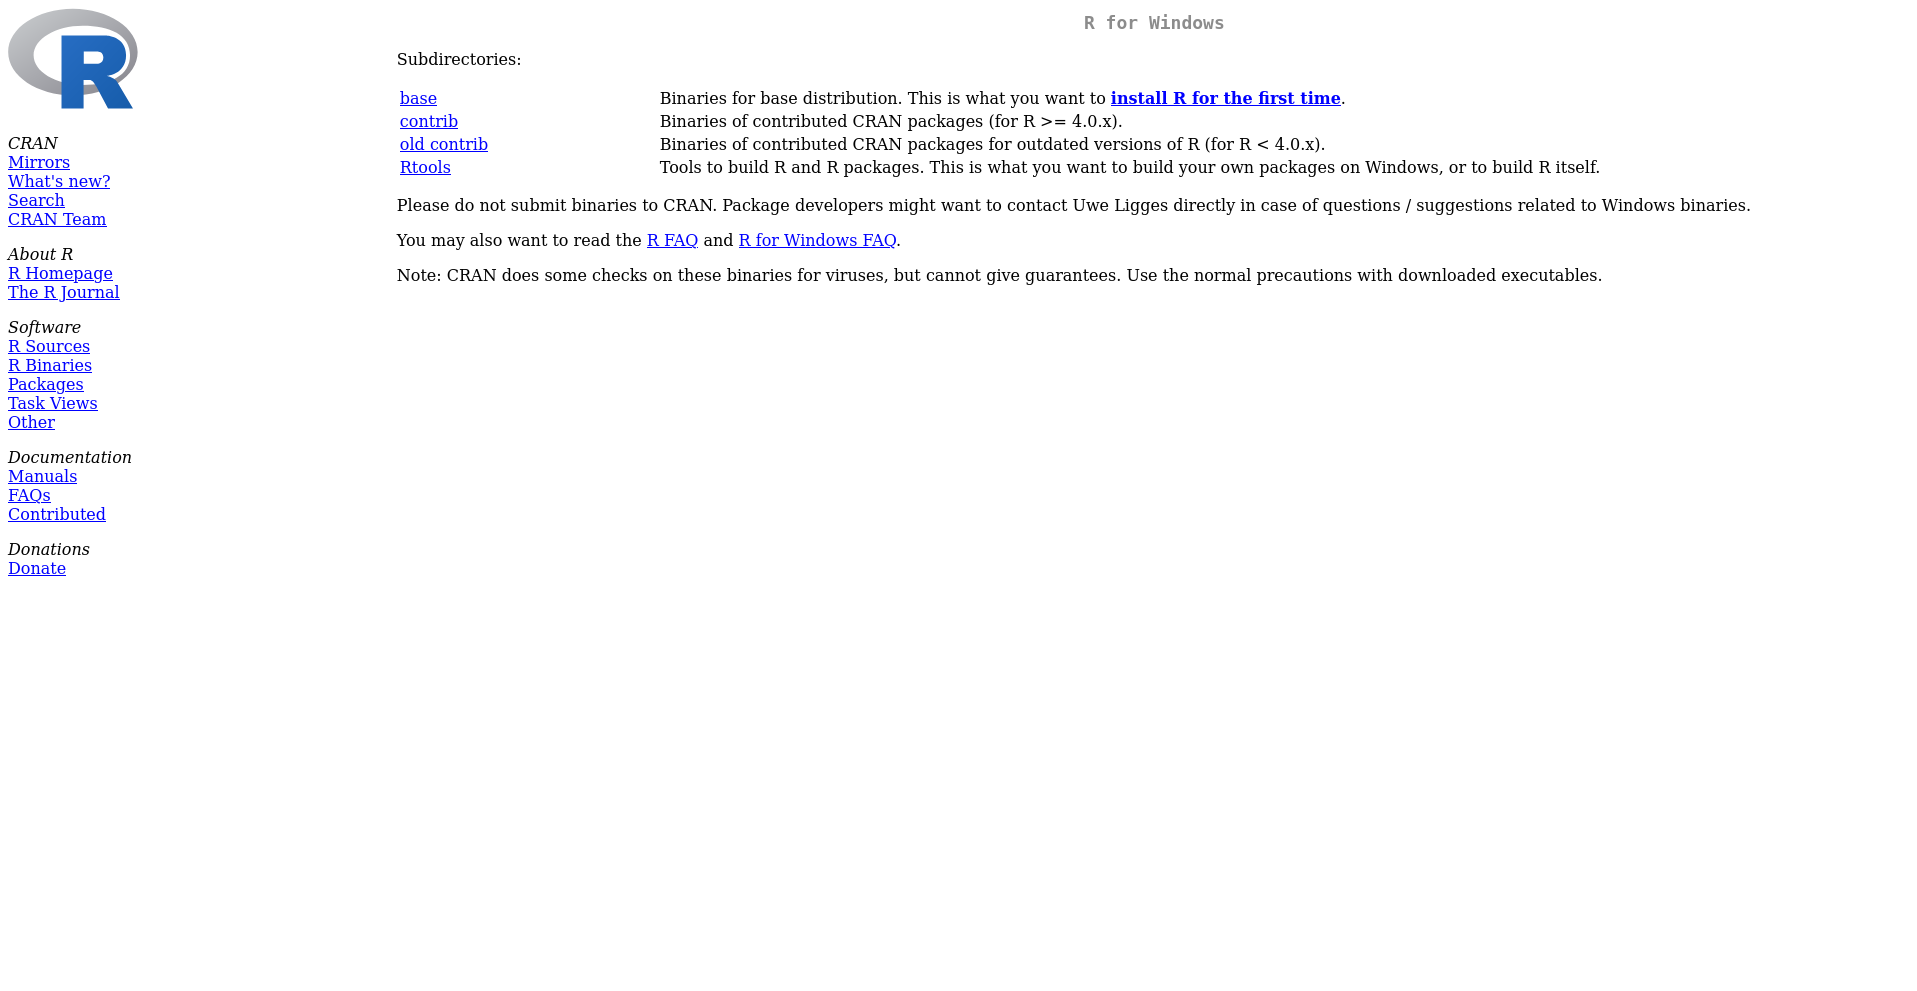 R
CRAN
Mirrors
What's new?
Search
CRAN Team
About R
R Homepage
The R Journal
Software
R Sources
R Binaries
Packages
Task Views
Other
Documentation
Manuals
FAQs
Contributed
Donations
Donate
R for Windows
Subdirectories:
base Binaries for base distribution. This is what you want to install R for the first time.
contrib Binaries of contributed CRAN packages (for R >= 4.0.x).
old contrib Binaries of contributed CRAN packages for outdated versions of R (for R < 4.0.x).
Rtools Tools to build R and R packages. This is what you want to build your own packages on Windows, or to build R itself.
Please do not submit binaries to CRAN. Package developers might want to contact Uwe Ligges directly in case of questions / suggestions related to Windows binaries.
You may also want to read the R FAQ and R for Windows FAQ.
Note: CRAN does some checks on these binaries for viruses, but cannot give guarantees. Use the normal precautions with downloaded executables.